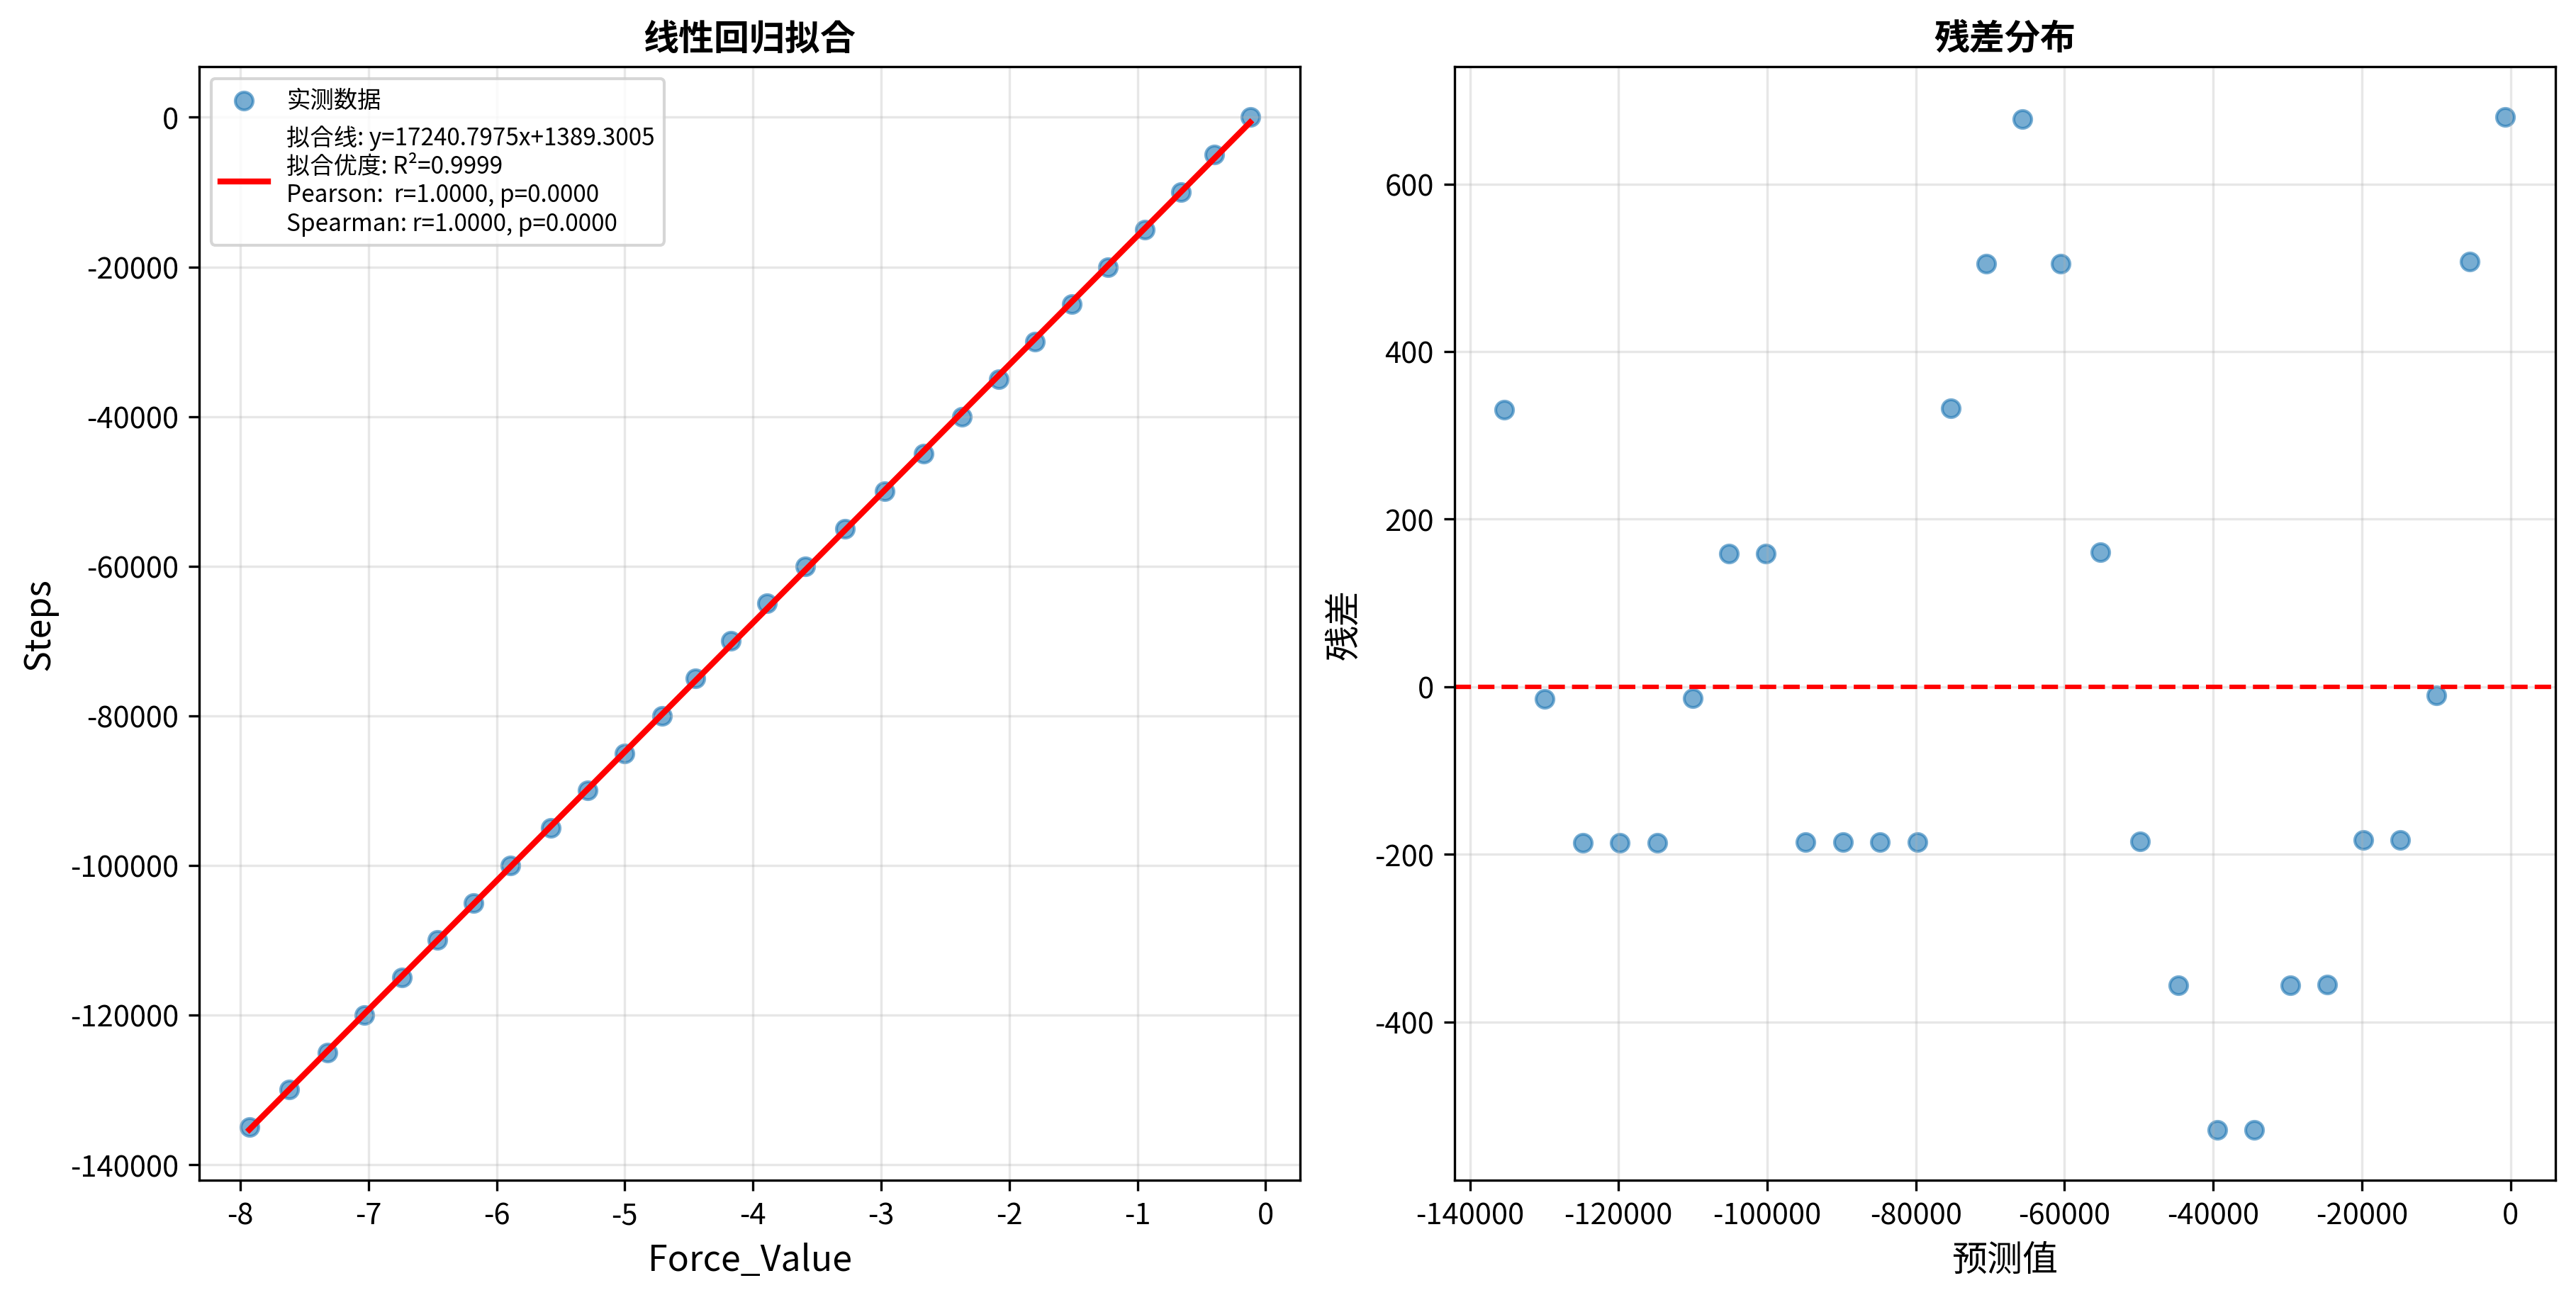 线性回归拟合
实测数据
拟合线: y=17240.7975x+1389.3005
拟合优度: R²=0.9999
Pearson: r=1.0000, p=0.0000
Spearman: r=1.0000, p=0.0000
0
-20000
-40000
-60000
-80000
-100000
-120000
-140000
Steps
-8 -7 -6 -5 -4 -3 -2 -1 0
Force_Value
残差分布
600
400
200
0
-200
-400
残差
-140000 -120000 -100000 -80000 -60000 -40000 -20000 0
预测值